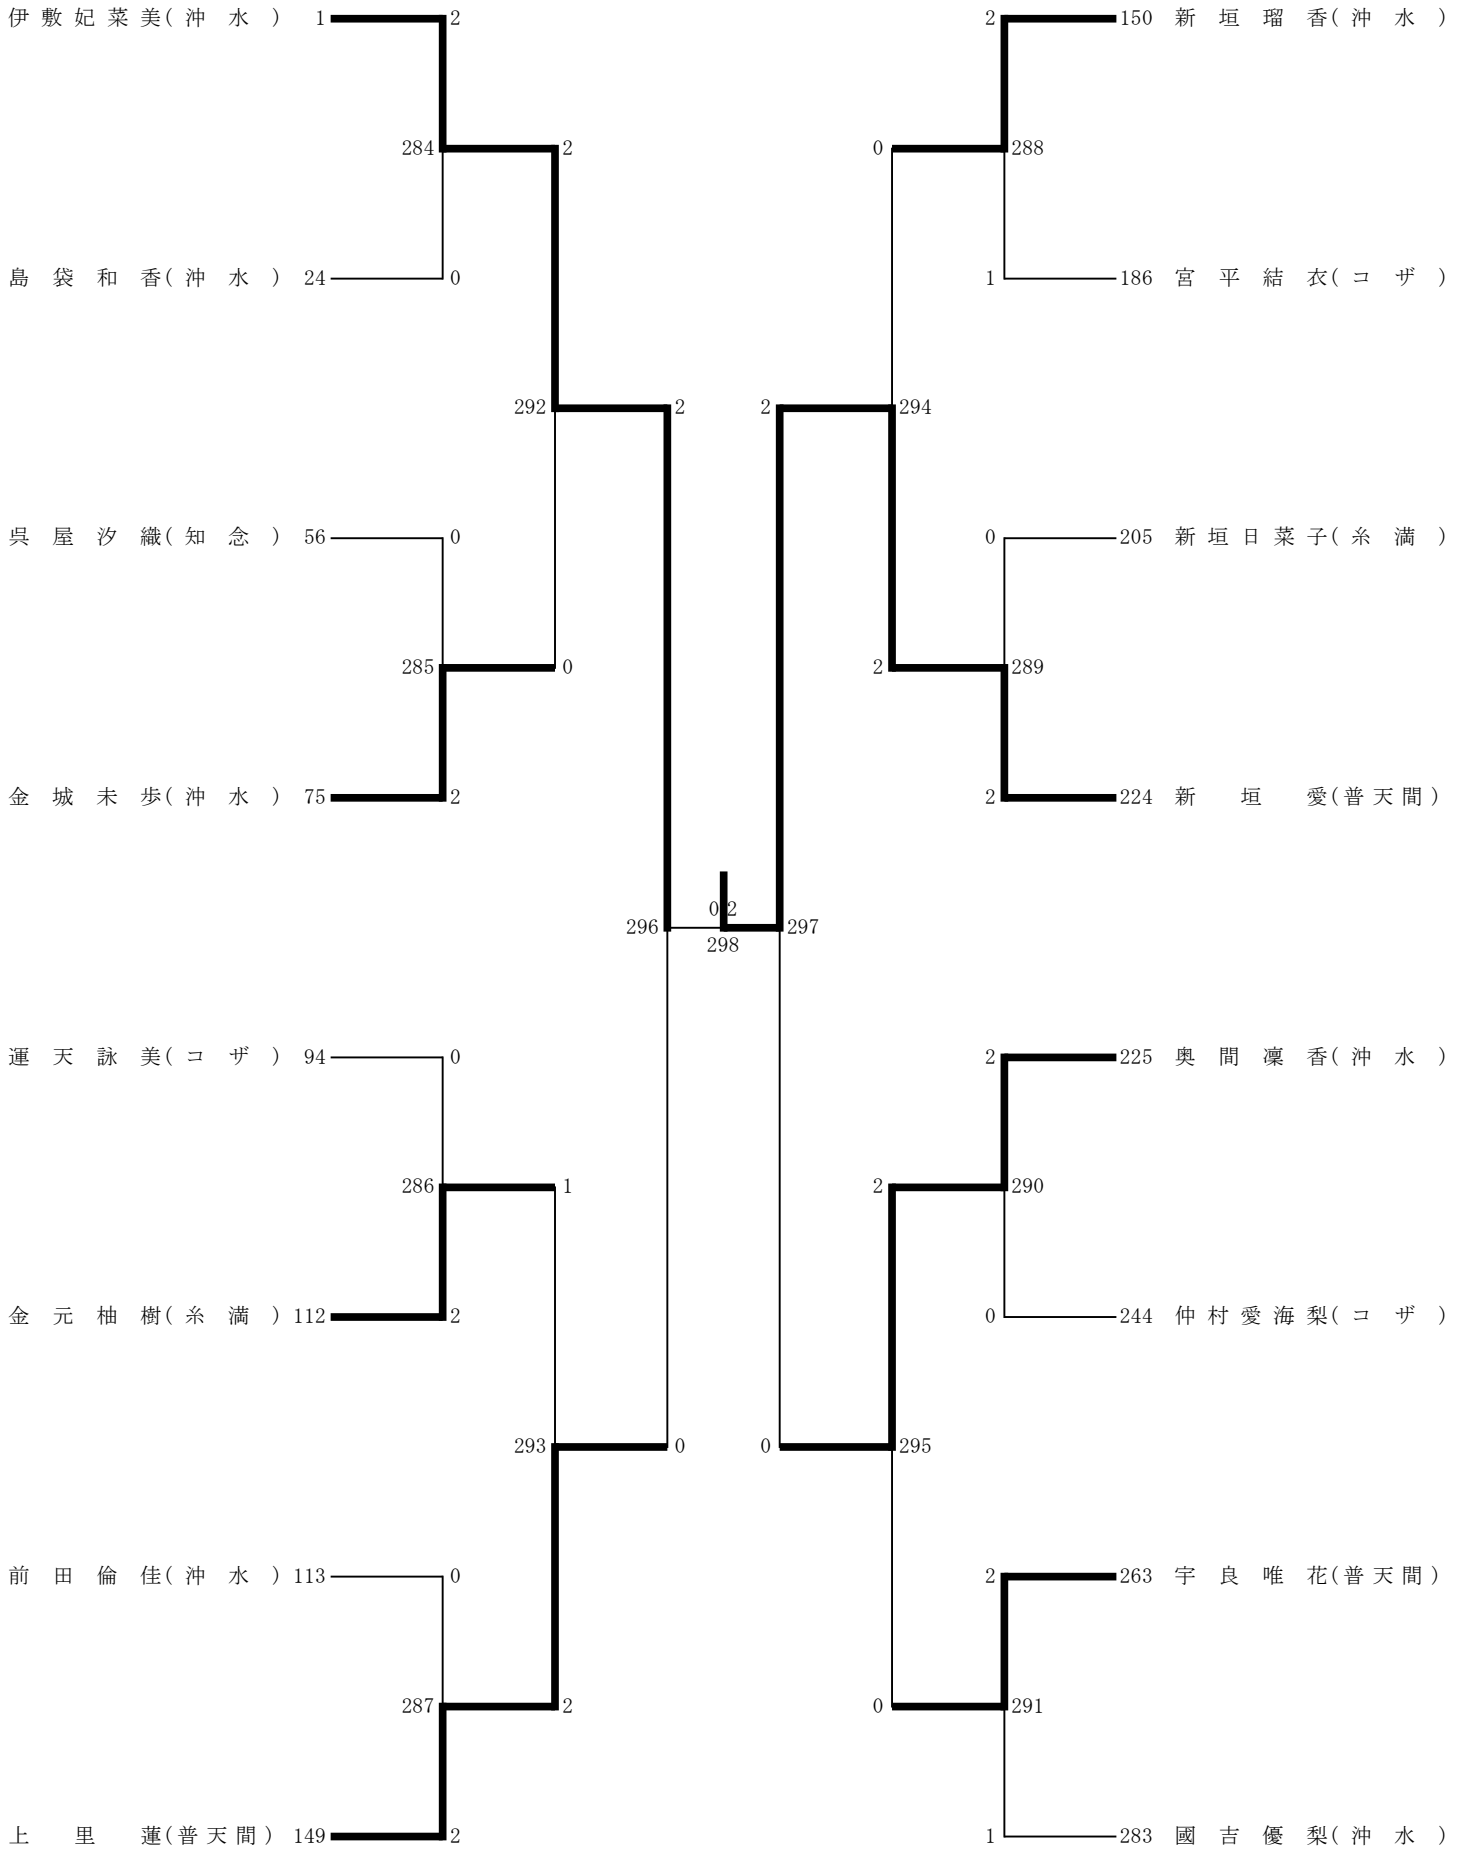 伊敷妃菜美(沖水) 1 2
2 150 新垣瑠香(沖水)
284 2
0 288
島袋和香(沖水) 24 0
1 186 宮平結衣(コザ)
292 2
2 294
呉屋汐織(知念) 56 0
0 205 新垣日菜子(糸満)
285 0
2 289
金城未歩(沖水) 75 2
2 224 新垣愛(普天間)
0 2
296 297
298
運天詠美(コザ) 94 0
2 225 奥間凜香(沖水)
286 1
2 290
金元柚樹(糸満) 112 2
0 244 仲村愛海梨(コザ)
293 0
0 295
前田倫佳(沖水) 113 0
2 263 宇良唯花(普天間)
287 2
0 291
上里蓮(普天間) 149 2
1 283 國吉優梨(沖水)